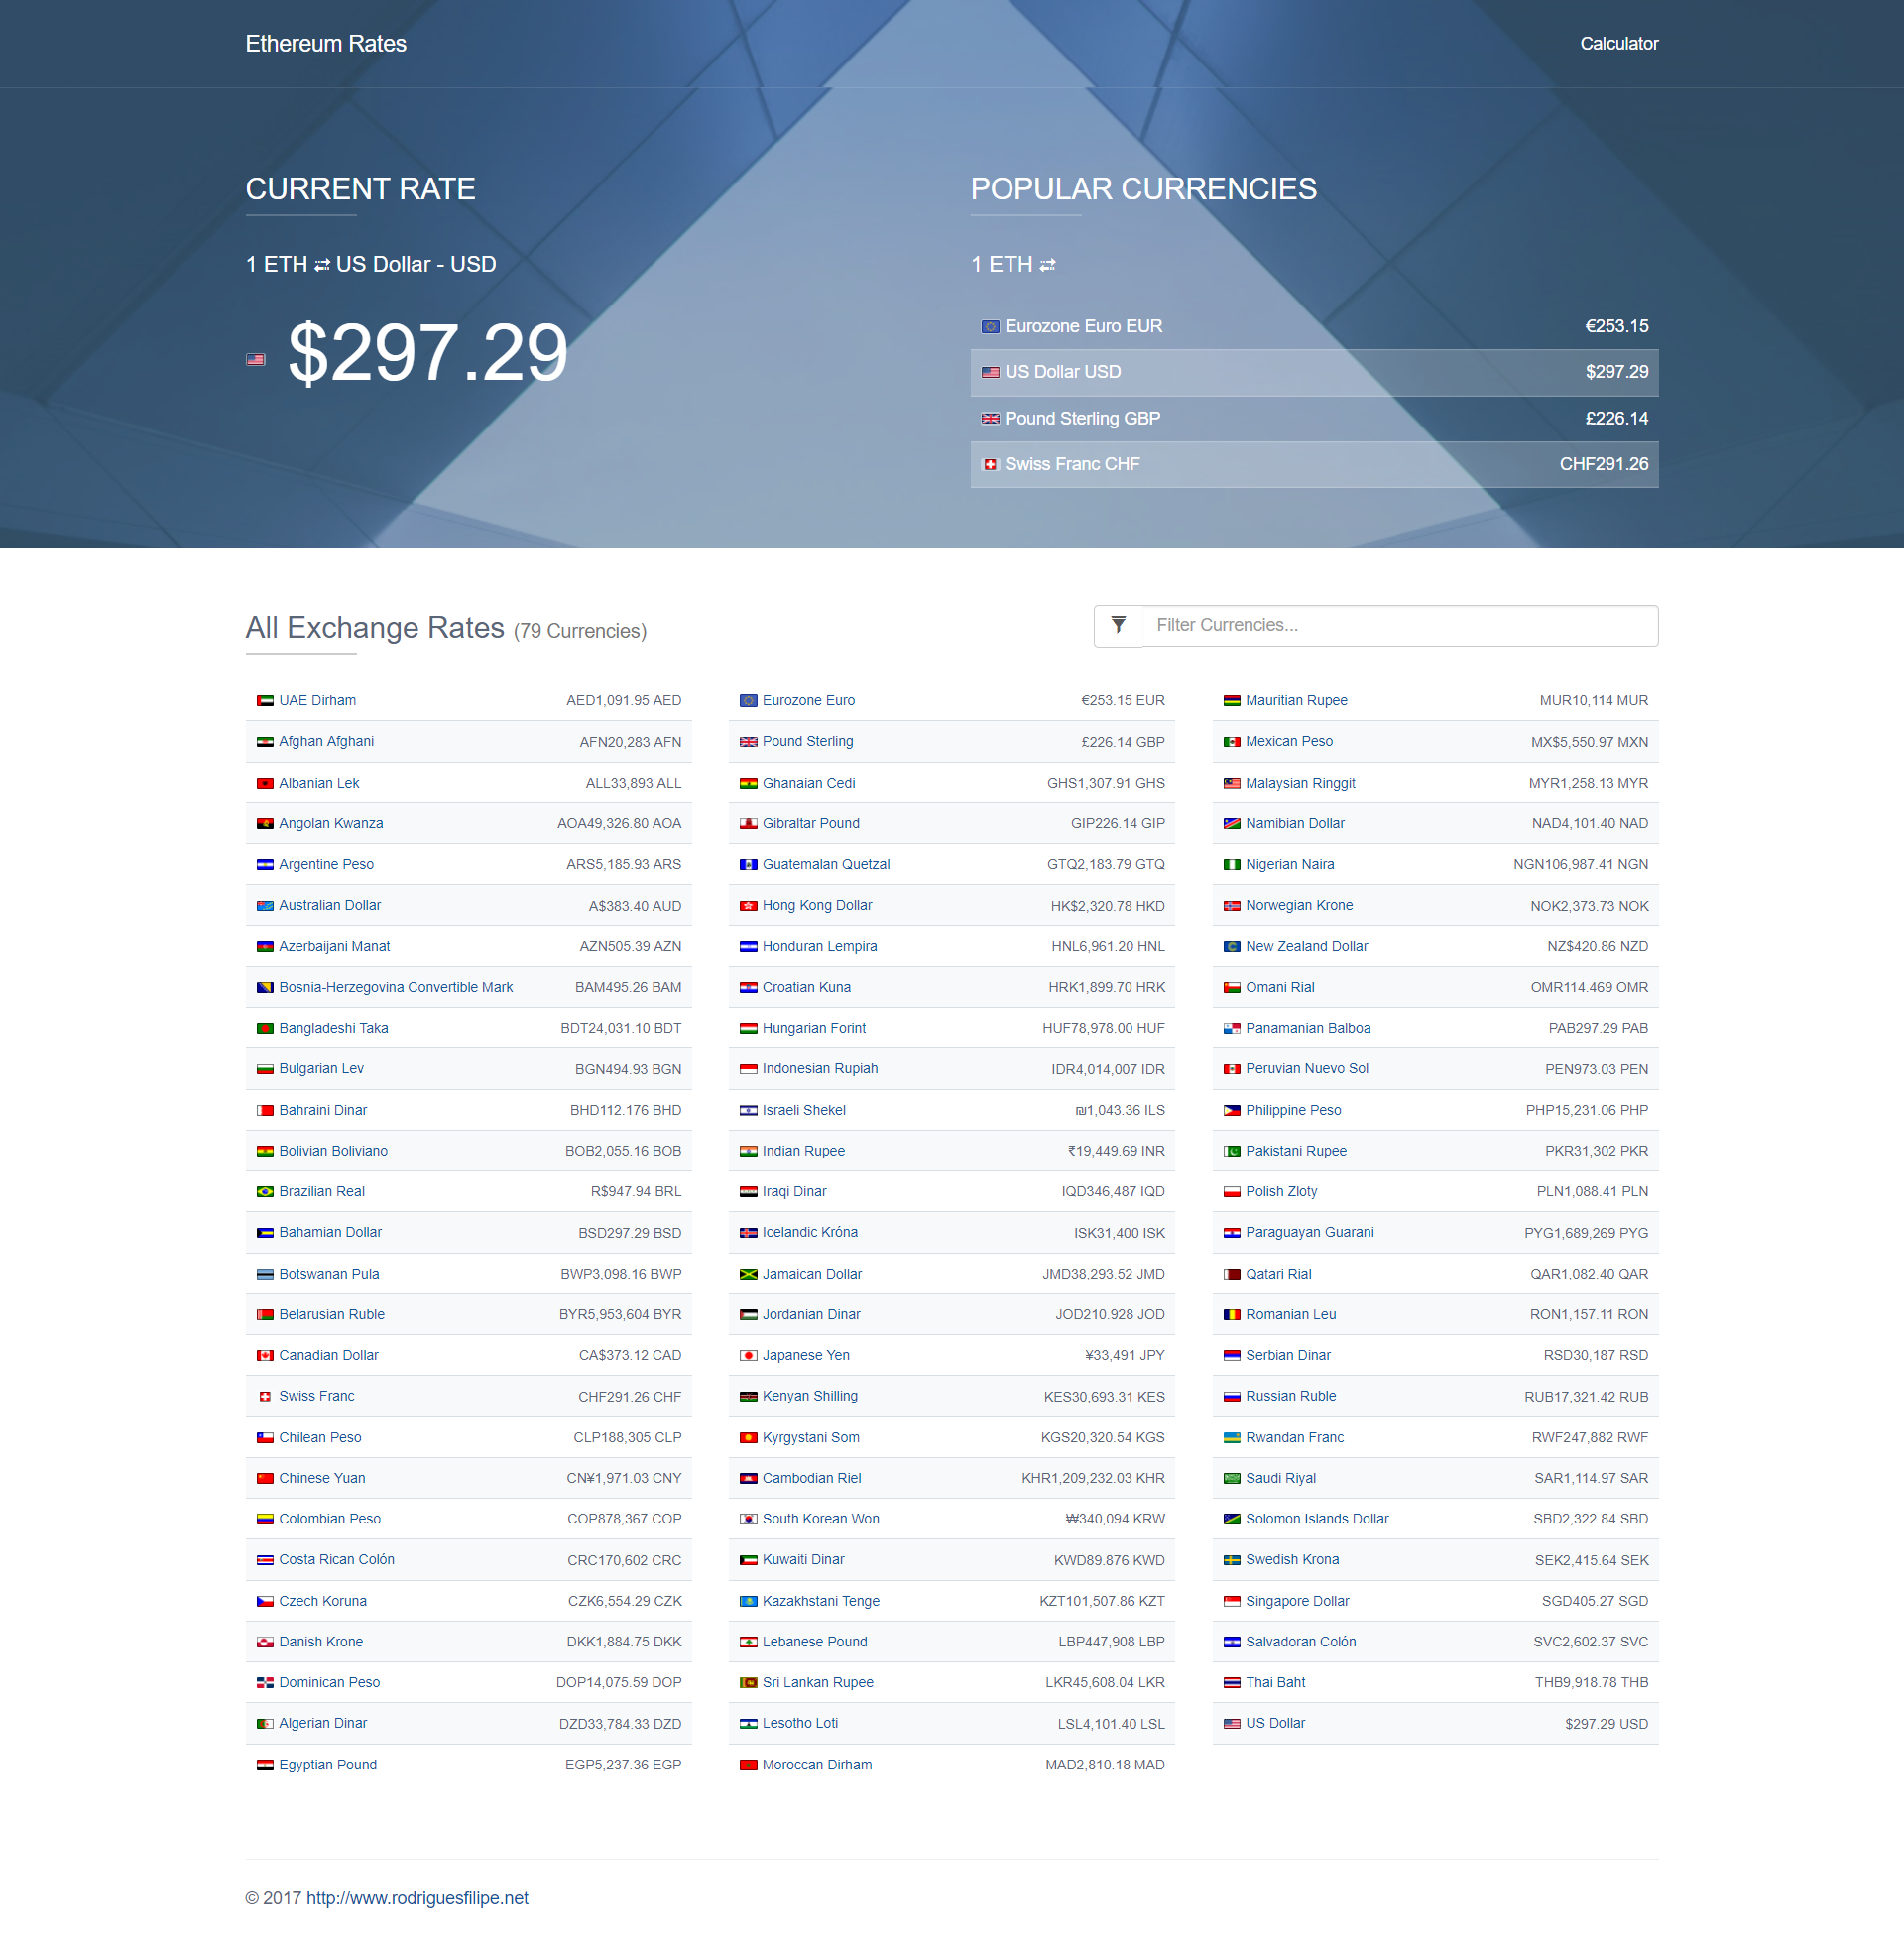 Ethereum Rates
Calculator
CURRENT RATE
1 ETH ⇄ US Dollar - USD
$297.29
POPULAR CURRENCIES
1 ETH ⇄
Eurozone Euro EUR €253.15
US Dollar USD $297.29
Pound Sterling GBP £226.14
Swiss Franc CHF CHF291.26
All Exchange Rates (79 Currencies)
Filter Currencies...
UAE Dirham AED1,091.95 AED
Afghan Afghani AFN20,283 AFN
Albanian Lek ALL33,893 ALL
Angolan Kwanza AOA49,326.80 AOA
Argentine Peso ARS5,185.93 ARS
Australian Dollar A$383.40 AUD
Azerbaijani Manat AZN505.39 AZN
Bosnia-Herzegovina Convertible Mark BAM495.26 BAM
Bangladeshi Taka BDT24,031.10 BDT
Bulgarian Lev BGN494.93 BGN
Bahraini Dinar BHD112.176 BHD
Bolivian Boliviano BOB2,055.16 BOB
Brazilian Real R$947.94 BRL
Bahamian Dollar BSD297.29 BSD
Botswanan Pula BWP3,098.16 BWP
Belarusian Ruble BYR5,953,604 BYR
Canadian Dollar CA$373.12 CAD
Swiss Franc CHF291.26 CHF
Chilean Peso CLP188,305 CLP
Chinese Yuan CN¥1,971.03 CNY
Colombian Peso COP878,367 COP
Costa Rican Colón CRC170,602 CRC
Czech Koruna CZK6,554.29 CZK
Danish Krone DKK1,884.75 DKK
Dominican Peso DOP14,075.59 DOP
Algerian Dinar DZD33,784.33 DZD
Egyptian Pound EGP5,237.36 EGP
Eurozone Euro €253.15 EUR
Pound Sterling £226.14 GBP
Ghanaian Cedi GHS1,307.91 GHS
Gibraltar Pound GIP226.14 GIP
Guatemalan Quetzal GTQ2,183.79 GTQ
Hong Kong Dollar HK$2,320.78 HKD
Honduran Lempira HNL6,961.20 HNL
Croatian Kuna HRK1,899.70 HRK
Hungarian Forint HUF78,978.00 HUF
Indonesian Rupiah IDR4,014,007 IDR
Israeli Shekel ₪1,043.36 ILS
Indian Rupee ₹19,449.69 INR
Iraqi Dinar IQD346,487 IQD
Icelandic Króna ISK31,400 ISK
Jamaican Dollar JMD38,293.52 JMD
Jordanian Dinar JOD210.928 JOD
Japanese Yen ¥33,491 JPY
Kenyan Shilling KES30,693.31 KES
Kyrgystani Som KGS20,320.54 KGS
Cambodian Riel KHR1,209,232.03 KHR
South Korean Won ₩340,094 KRW
Kuwaiti Dinar KWD89.876 KWD
Kazakhstani Tenge KZT101,507.86 KZT
Lebanese Pound LBP447,908 LBP
Sri Lankan Rupee LKR45,608.04 LKR
Lesotho Loti LSL4,101.40 LSL
Moroccan Dirham MAD2,810.18 MAD
Mauritian Rupee MUR10,114 MUR
Mexican Peso MX$5,550.97 MXN
Malaysian Ringgit MYR1,258.13 MYR
Namibian Dollar NAD4,101.40 NAD
Nigerian Naira NGN106,987.41 NGN
Norwegian Krone NOK2,373.73 NOK
New Zealand Dollar NZ$420.86 NZD
Omani Rial OMR114.469 OMR
Panamanian Balboa PAB297.29 PAB
Peruvian Nuevo Sol PEN973.03 PEN
Philippine Peso PHP15,231.06 PHP
Pakistani Rupee PKR31,302 PKR
Polish Zloty PLN1,088.41 PLN
Paraguayan Guarani PYG1,689,269 PYG
Qatari Rial QAR1,082.40 QAR
Romanian Leu RON1,157.11 RON
Serbian Dinar RSD30,187 RSD
Russian Ruble RUB17,321.42 RUB
Rwandan Franc RWF247,882 RWF
Saudi Riyal SAR1,114.97 SAR
Solomon Islands Dollar SBD2,322.84 SBD
Swedish Krona SEK2,415.64 SEK
Singapore Dollar SGD405.27 SGD
Salvadoran Colón SVC2,602.37 SVC
Thai Baht THB9,918.78 THB
US Dollar $297.29 USD
© 2017 http://www.rodriguesfilipe.net